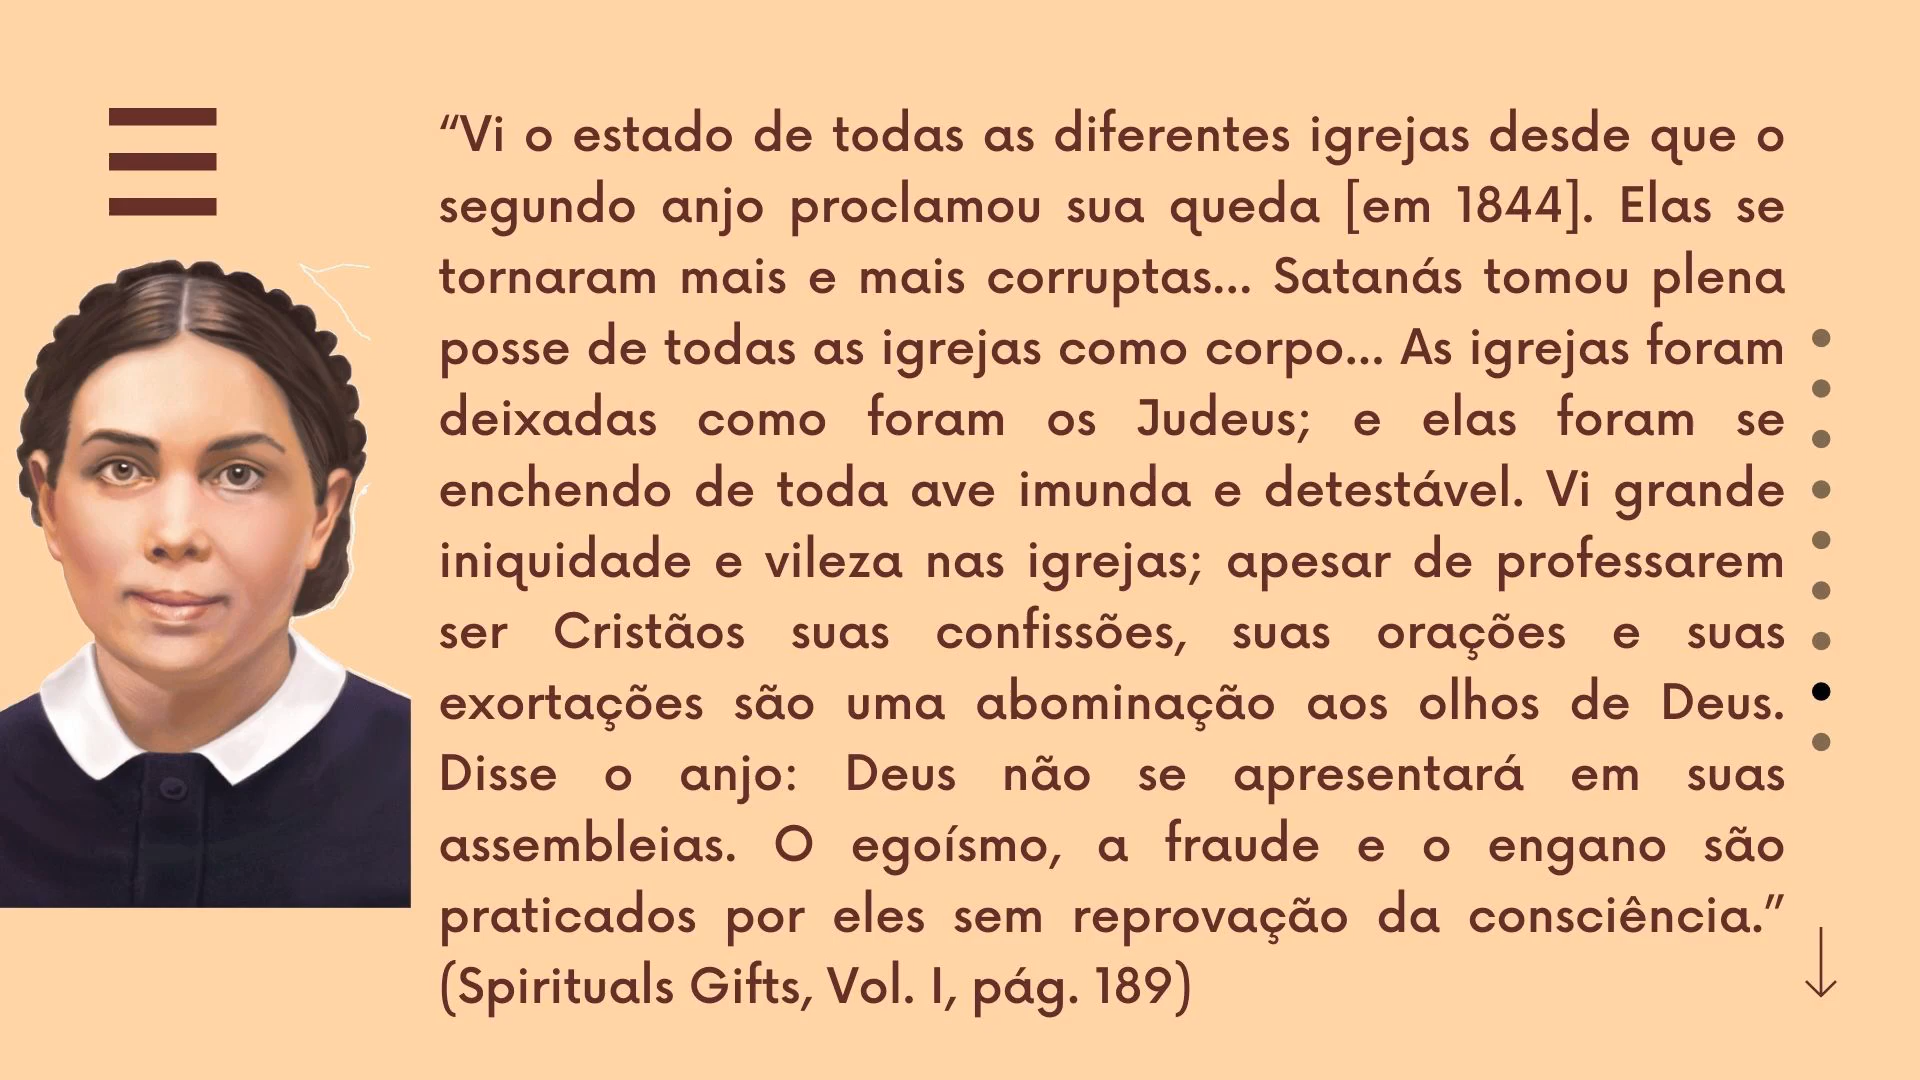 “Vi o estado de todas as diferentes igrejas desde que o
segundo anjo proclamou sua queda [em 1844]. Elas se
tornaram mais e mais corruptas... Satanás tomou plena
posse de todas as igrejas como corpo... As igrejas foram
deixadas como foram os Judeus; e elas foram se
enchendo de toda ave imunda e detestável. Vi grande
iniquidade e vileza nas igrejas; apesar de professarem
ser Cristãos suas confissões, suas orações e suas
exortações são uma abominação aos olhos de Deus.
Disse o anjo: Deus não se apresentará em suas
assembleias. O egoísmo, a fraude e o engano são
praticados por eles sem reprovação da consciência.”
(Spirituals Gifts, Vol. I, pág. 189)